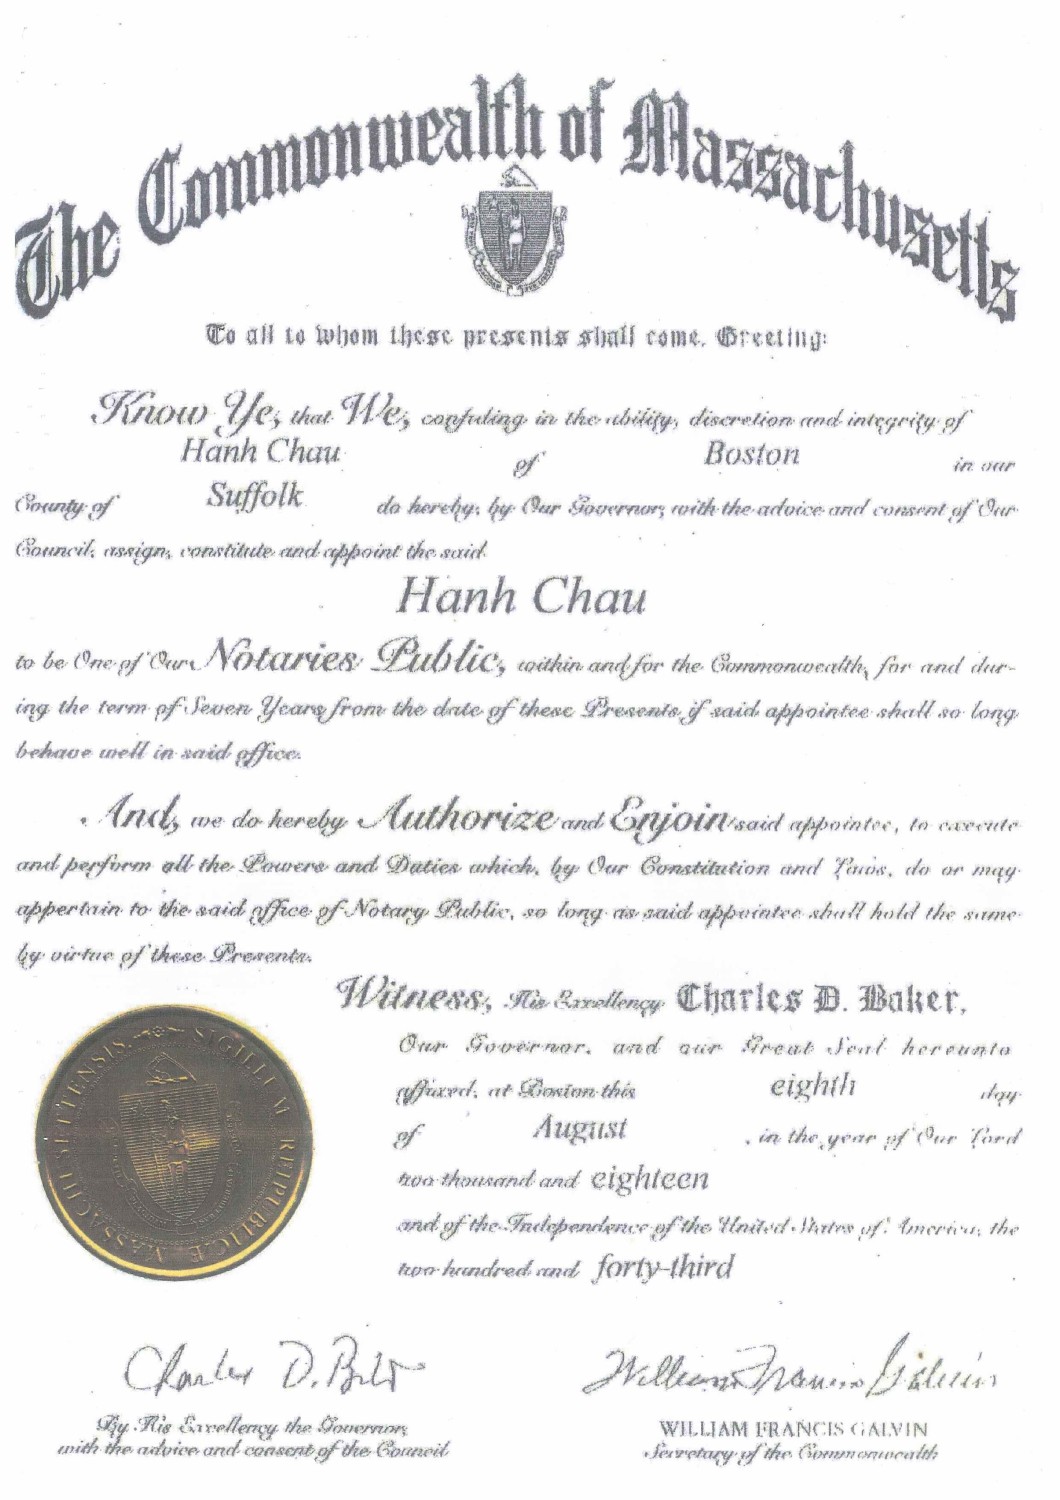 The Commonwealth of Massachusetts
To all to whom these presents shall come, Greeting:
Know Ye, that We, confiding in the ability, discretion and integrity of
Hanh Chau of Boston in our
County of Suffolk do hereby, by Our Governor, with the advice and consent of Our
Council, assign, constitute and appoint the said
Hanh Chau
to be One of Our Notaries Public, within and for the Commonwealth, for and dur-
ing the term of Seven Years from the date of these Presents, if said appointee shall so long
behave well in said office.
And, we do hereby Authorize and Enjoin said appointee, to execute
and perform all the Powers and Duties which, by Our Constitution and Laws, do or may
appertain to the said office of Notary Public, so long as said appointee shall hold the same
by virtue of these Presents.
Witness, His Excellency Charles D. Baker,
Our Governor, and our Great Seal hereunto
affixed, at Boston this eighth day
of August, in the year of Our Lord
two thousand and eighteen
and of the Independence of the United States of America, the
two hundred and forty-third
SIGILLUM REIPUBLICÆ MASSACHUSETTENSIS
Charles D. Baker
William Francis Galvin
By His Excellency the Governor,
with the advice and consent of the Council
WILLIAM FRANCIS GALVIN
Secretary of the Commonwealth